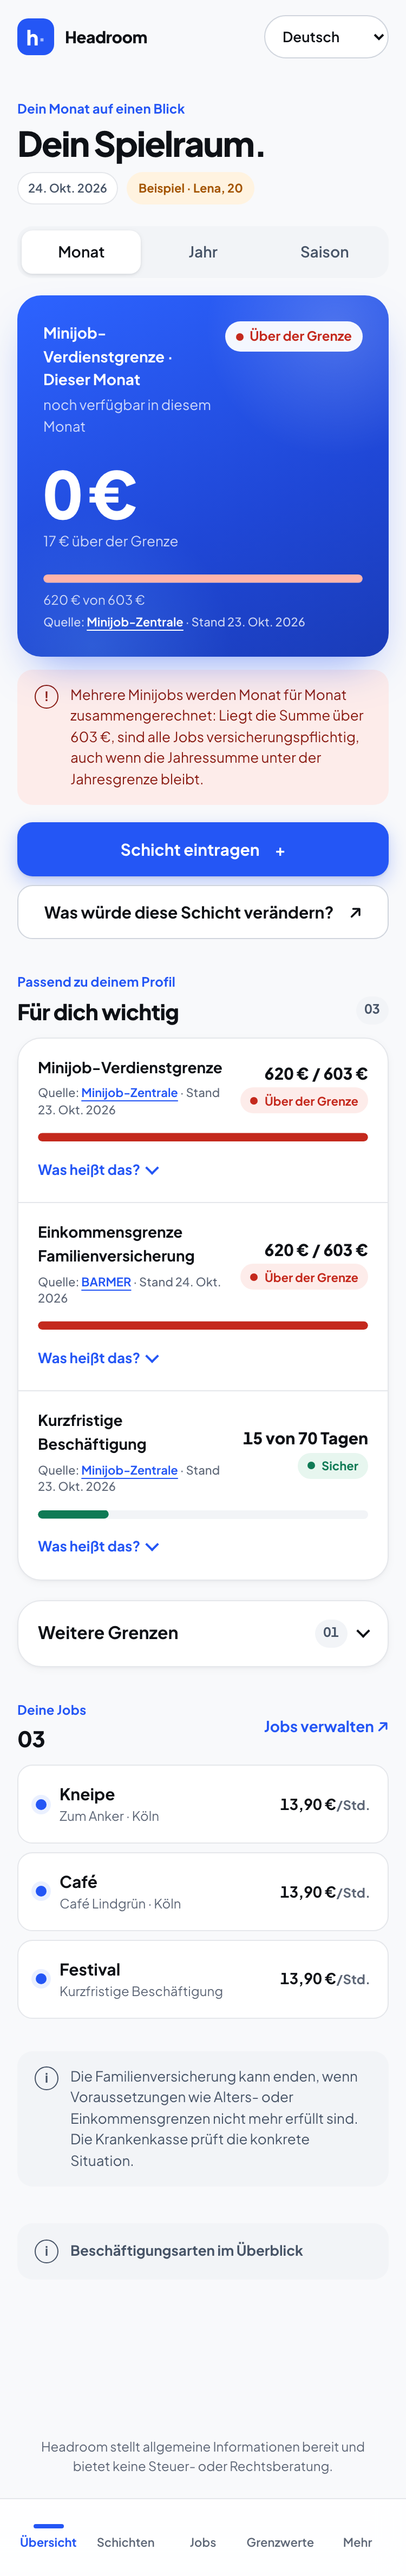 h.
Headroom
Deutsch
Dein Monat auf einen Blick
Dein Spielraum.
24. Okt. 2026
Beispiel · Lena, 20
Monat
Jahr
Saison
Minijob-
Verdienstgrenze ·
Dieser Monat
Über der Grenze
noch verfügbar in diesem
Monat
0 €
17 € über der Grenze
620 € von 603 €
Quelle: Minijob-Zentrale · Stand 23. Okt. 2026
!
Mehrere Minijobs werden Monat für Monat
zusammengerechnet: Liegt die Summe über
603 €, sind alle Jobs versicherungspflichtig,
auch wenn die Jahressumme unter der
Jahresgrenze bleibt.
Schicht eintragen +
Was würde diese Schicht verändern? ↗
Passend zu deinem Profil
Für dich wichtig
03
Minijob-Verdienstgrenze
620 € / 603 €
Quelle: Minijob-Zentrale · Stand
23. Okt. 2026
Über der Grenze
Was heißt das?
Einkommensgrenze
Familienversicherung
620 € / 603 €
Quelle: BARMER · Stand 24. Okt.
2026
Über der Grenze
Was heißt das?
Kurzfristige
Beschäftigung
15 von 70 Tagen
Quelle: Minijob-Zentrale · Stand
23. Okt. 2026
Sicher
Was heißt das?
Weitere Grenzen
01
Deine Jobs
03
Jobs verwalten ↗
Kneipe
Zum Anker · Köln
13,90 €/Std.
Café
Café Lindgrün · Köln
13,90 €/Std.
Festival
Kurzfristige Beschäftigung
13,90 €/Std.
i
Die Familienversicherung kann enden, wenn
Voraussetzungen wie Alters- oder
Einkommensgrenzen nicht mehr erfüllt sind.
Die Krankenkasse prüft die konkrete
Situation.
i
Beschäftigungsarten im Überblick
Headroom stellt allgemeine Informationen bereit und
bietet keine Steuer- oder Rechtsberatung.
Übersicht
Schichten
Jobs
Grenzwerte
Mehr